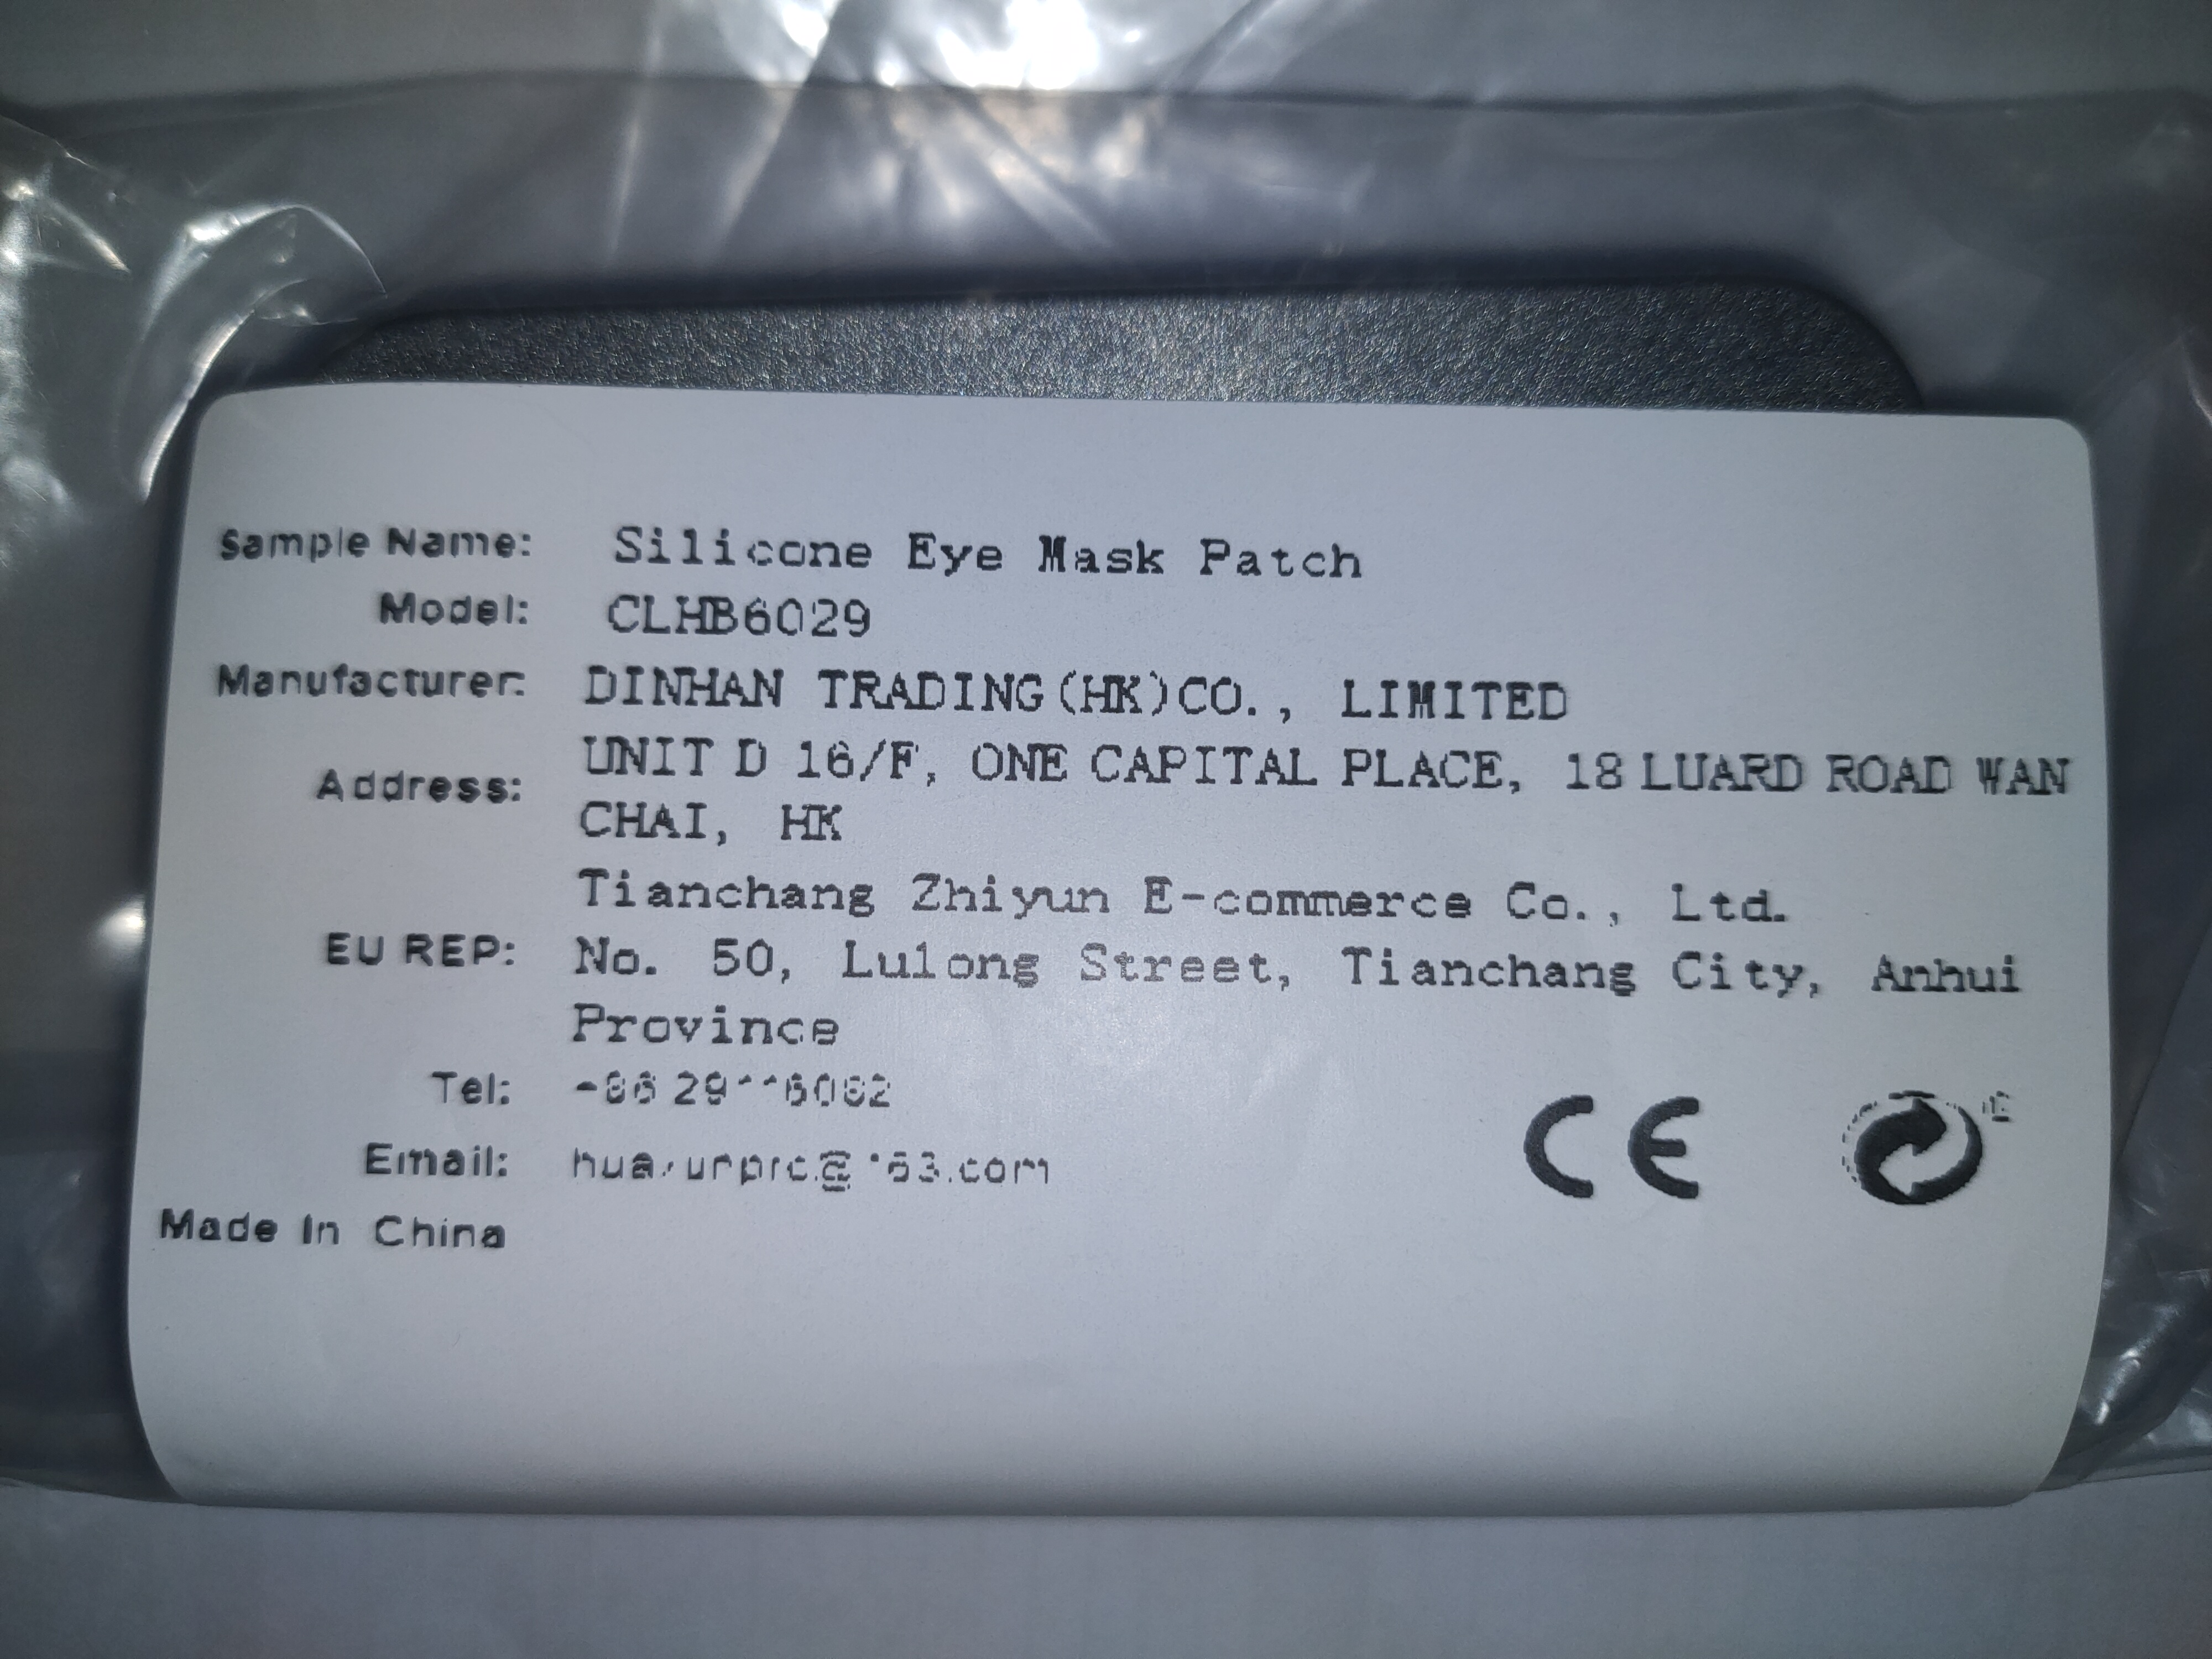 Sample Name: Silicone Eye Mask Patch
Model: CLHB6029
Manufacturer: DINHAN TRADING(HK)CO., LIMITED
Address: UNIT D 16/F, ONE CAPITAL PLACE, 18 LUARD ROAD WAN
CHAI, HK
Tianchang Zhiyun E-commerce Co., Ltd.
EU REP: No. 50, Lulong Street, Tianchang City, Anhui
Province
Tel:
Email:
CE
Made In China